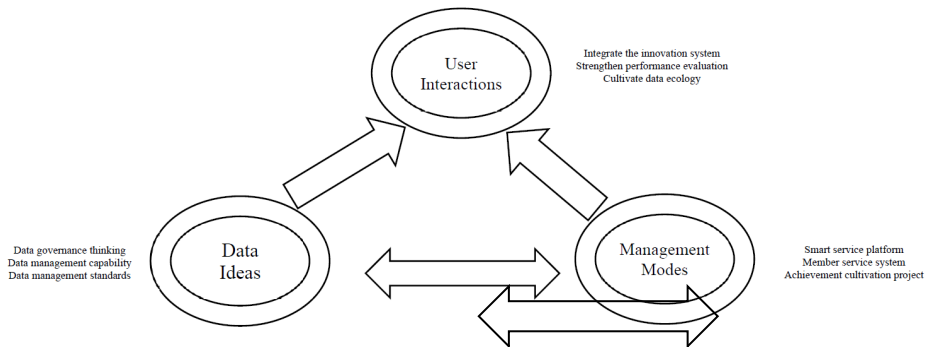 User
Interactions
Integrate the innovation system
Strengthen performance evaluation
Cultivate data ecology
Data governance thinking
Data management capability
Data management standards
Data
Ideas
Management
Modes
Smart service platform
Member service system
Achievement cultivation project